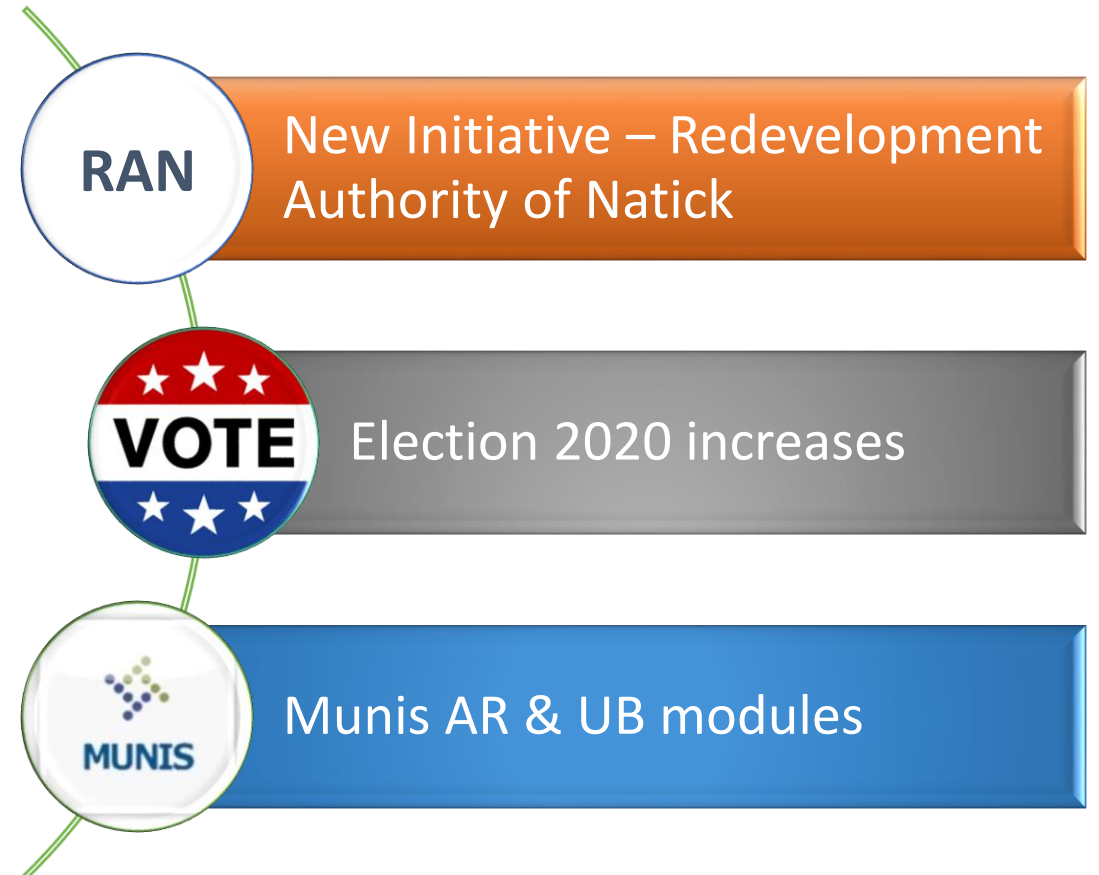 RAN
New Initiative – Redevelopment
Authority of Natick
VOTE
Election 2020 increases
MUNIS
Munis AR & UB modules